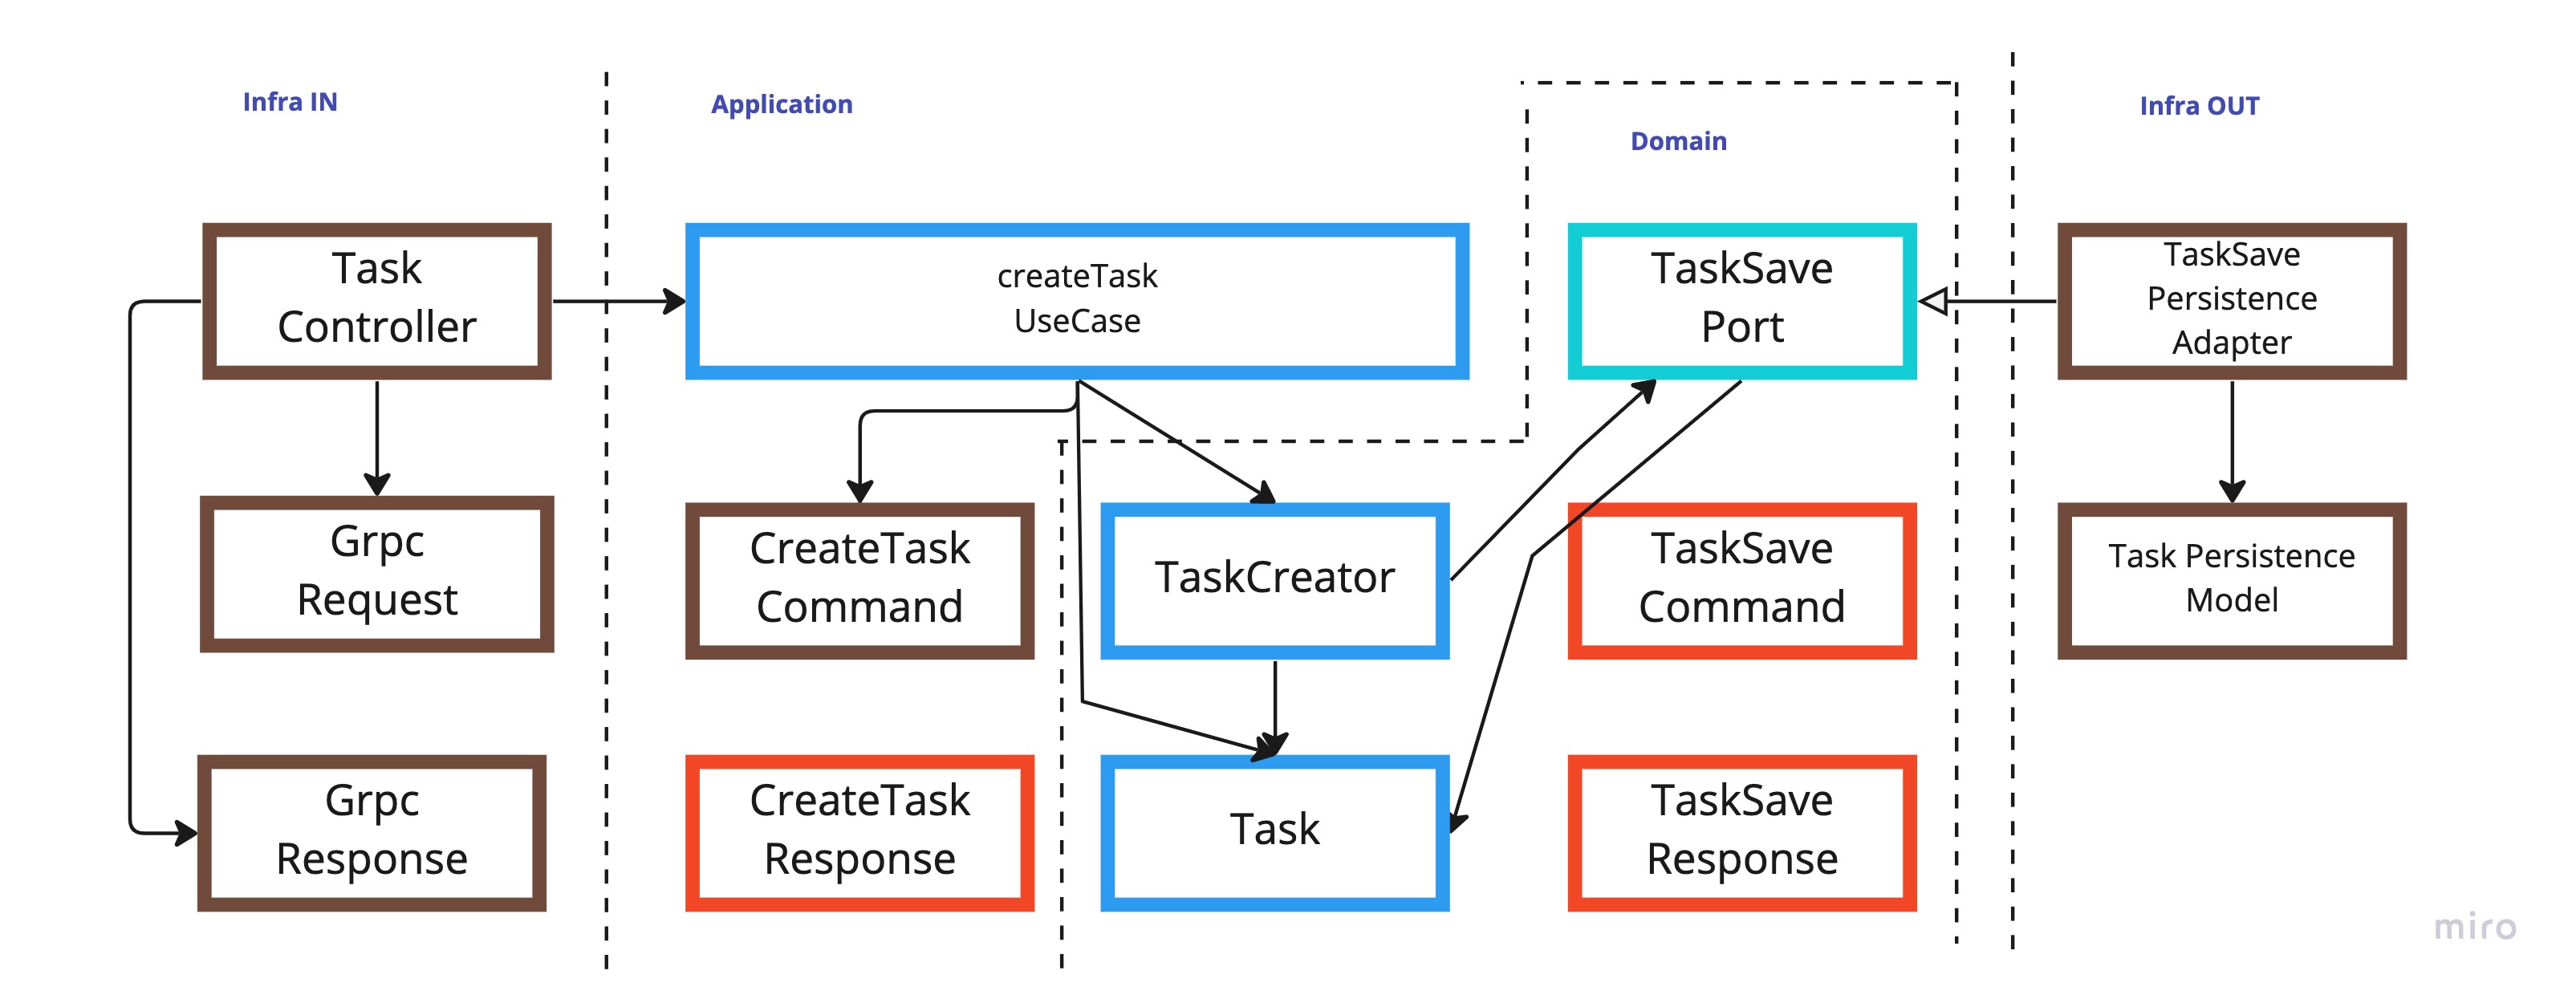 Infra IN
Application
Domain
Infra OUT
Task
Controller
createTask
UseCase
TaskSave
Port
TaskSave
Persistence
Adapter
Grpc
Request
CreateTask
Command
TaskCreator
TaskSave
Command
Task Persistence
Model
Grpc
Response
CreateTask
Response
Task
TaskSave
Response
miro